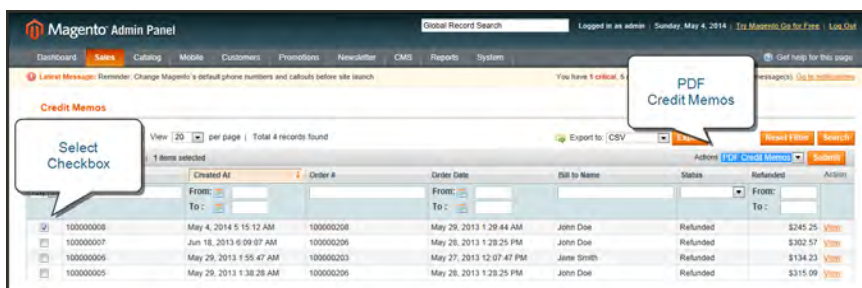 Magento Admin Panel Global Record Search Logged in as admin | Sunday, May 4, 2014 | Try Magento Go for Free | Log Out
Dashboard Sales Catalog Mobile Customers Promotions Newsletter CMS Reports System Get help for this page
Latest Message: Reminder: Change Magento's default phone numbers and callouts before site launch You have 1 critical, message(s). Go to notifications
PDF
Credit Memos
Credit Memos
Select
Checkbox
View 20 per page | Total 4 records found Export to: CSV Reset Filter Search
1 items selected Actions PDF Credit Memos Submit
Created At Order # Order Date Bill to Name Status Refunded Action
From: From: From:
To : To : To :
100000008 May 4, 2014 5:15:12 AM 100000208 May 29, 2013 1:29:44 AM John Doe Refunded $245.25 View
100000007 Jun 18, 2013 6:09:07 AM 100000206 May 28, 2013 1:28:25 PM John Doe Refunded $302.57 View
100000006 May 29, 2013 1:55:47 AM 100000203 May 27, 2013 12:07:47 PM Jane Smith Refunded $134.23 View
100000005 May 29, 2013 1:38:28 AM 100000206 May 28, 2013 1:28:25 PM John Doe Refunded $315.09 View